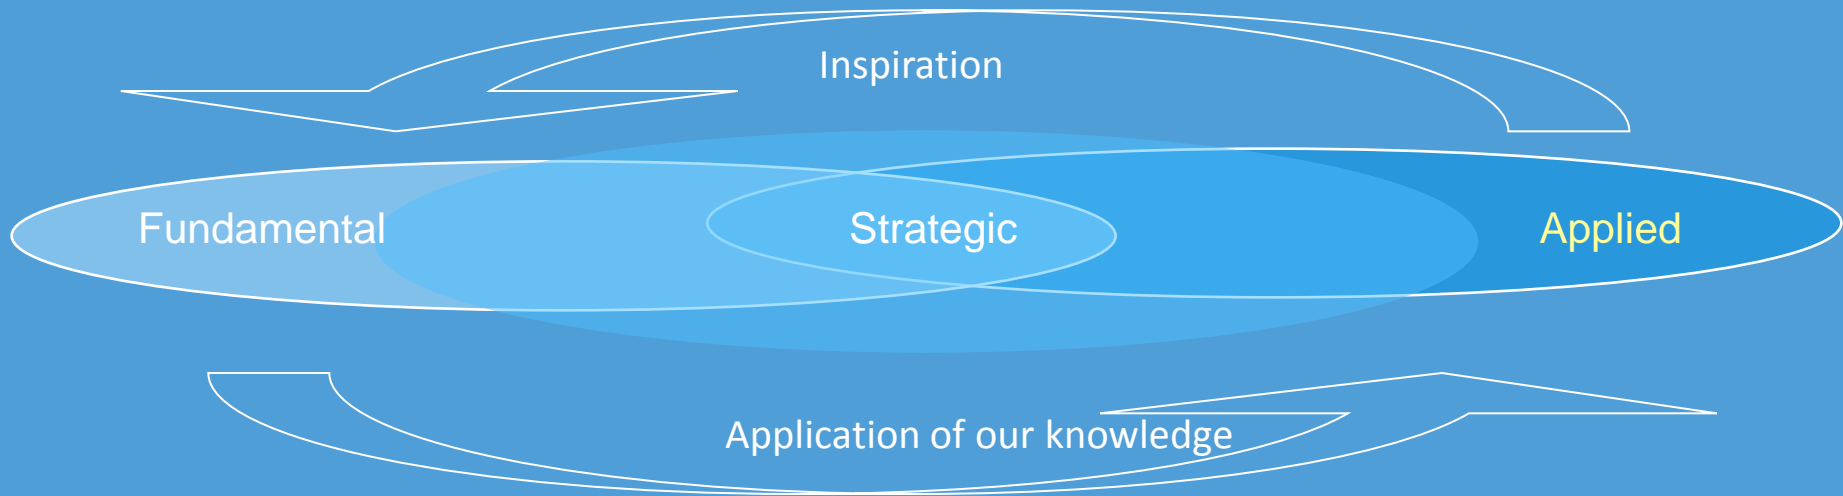 Inspiration
Fundamental
Strategic
Applied
Application of our knowledge